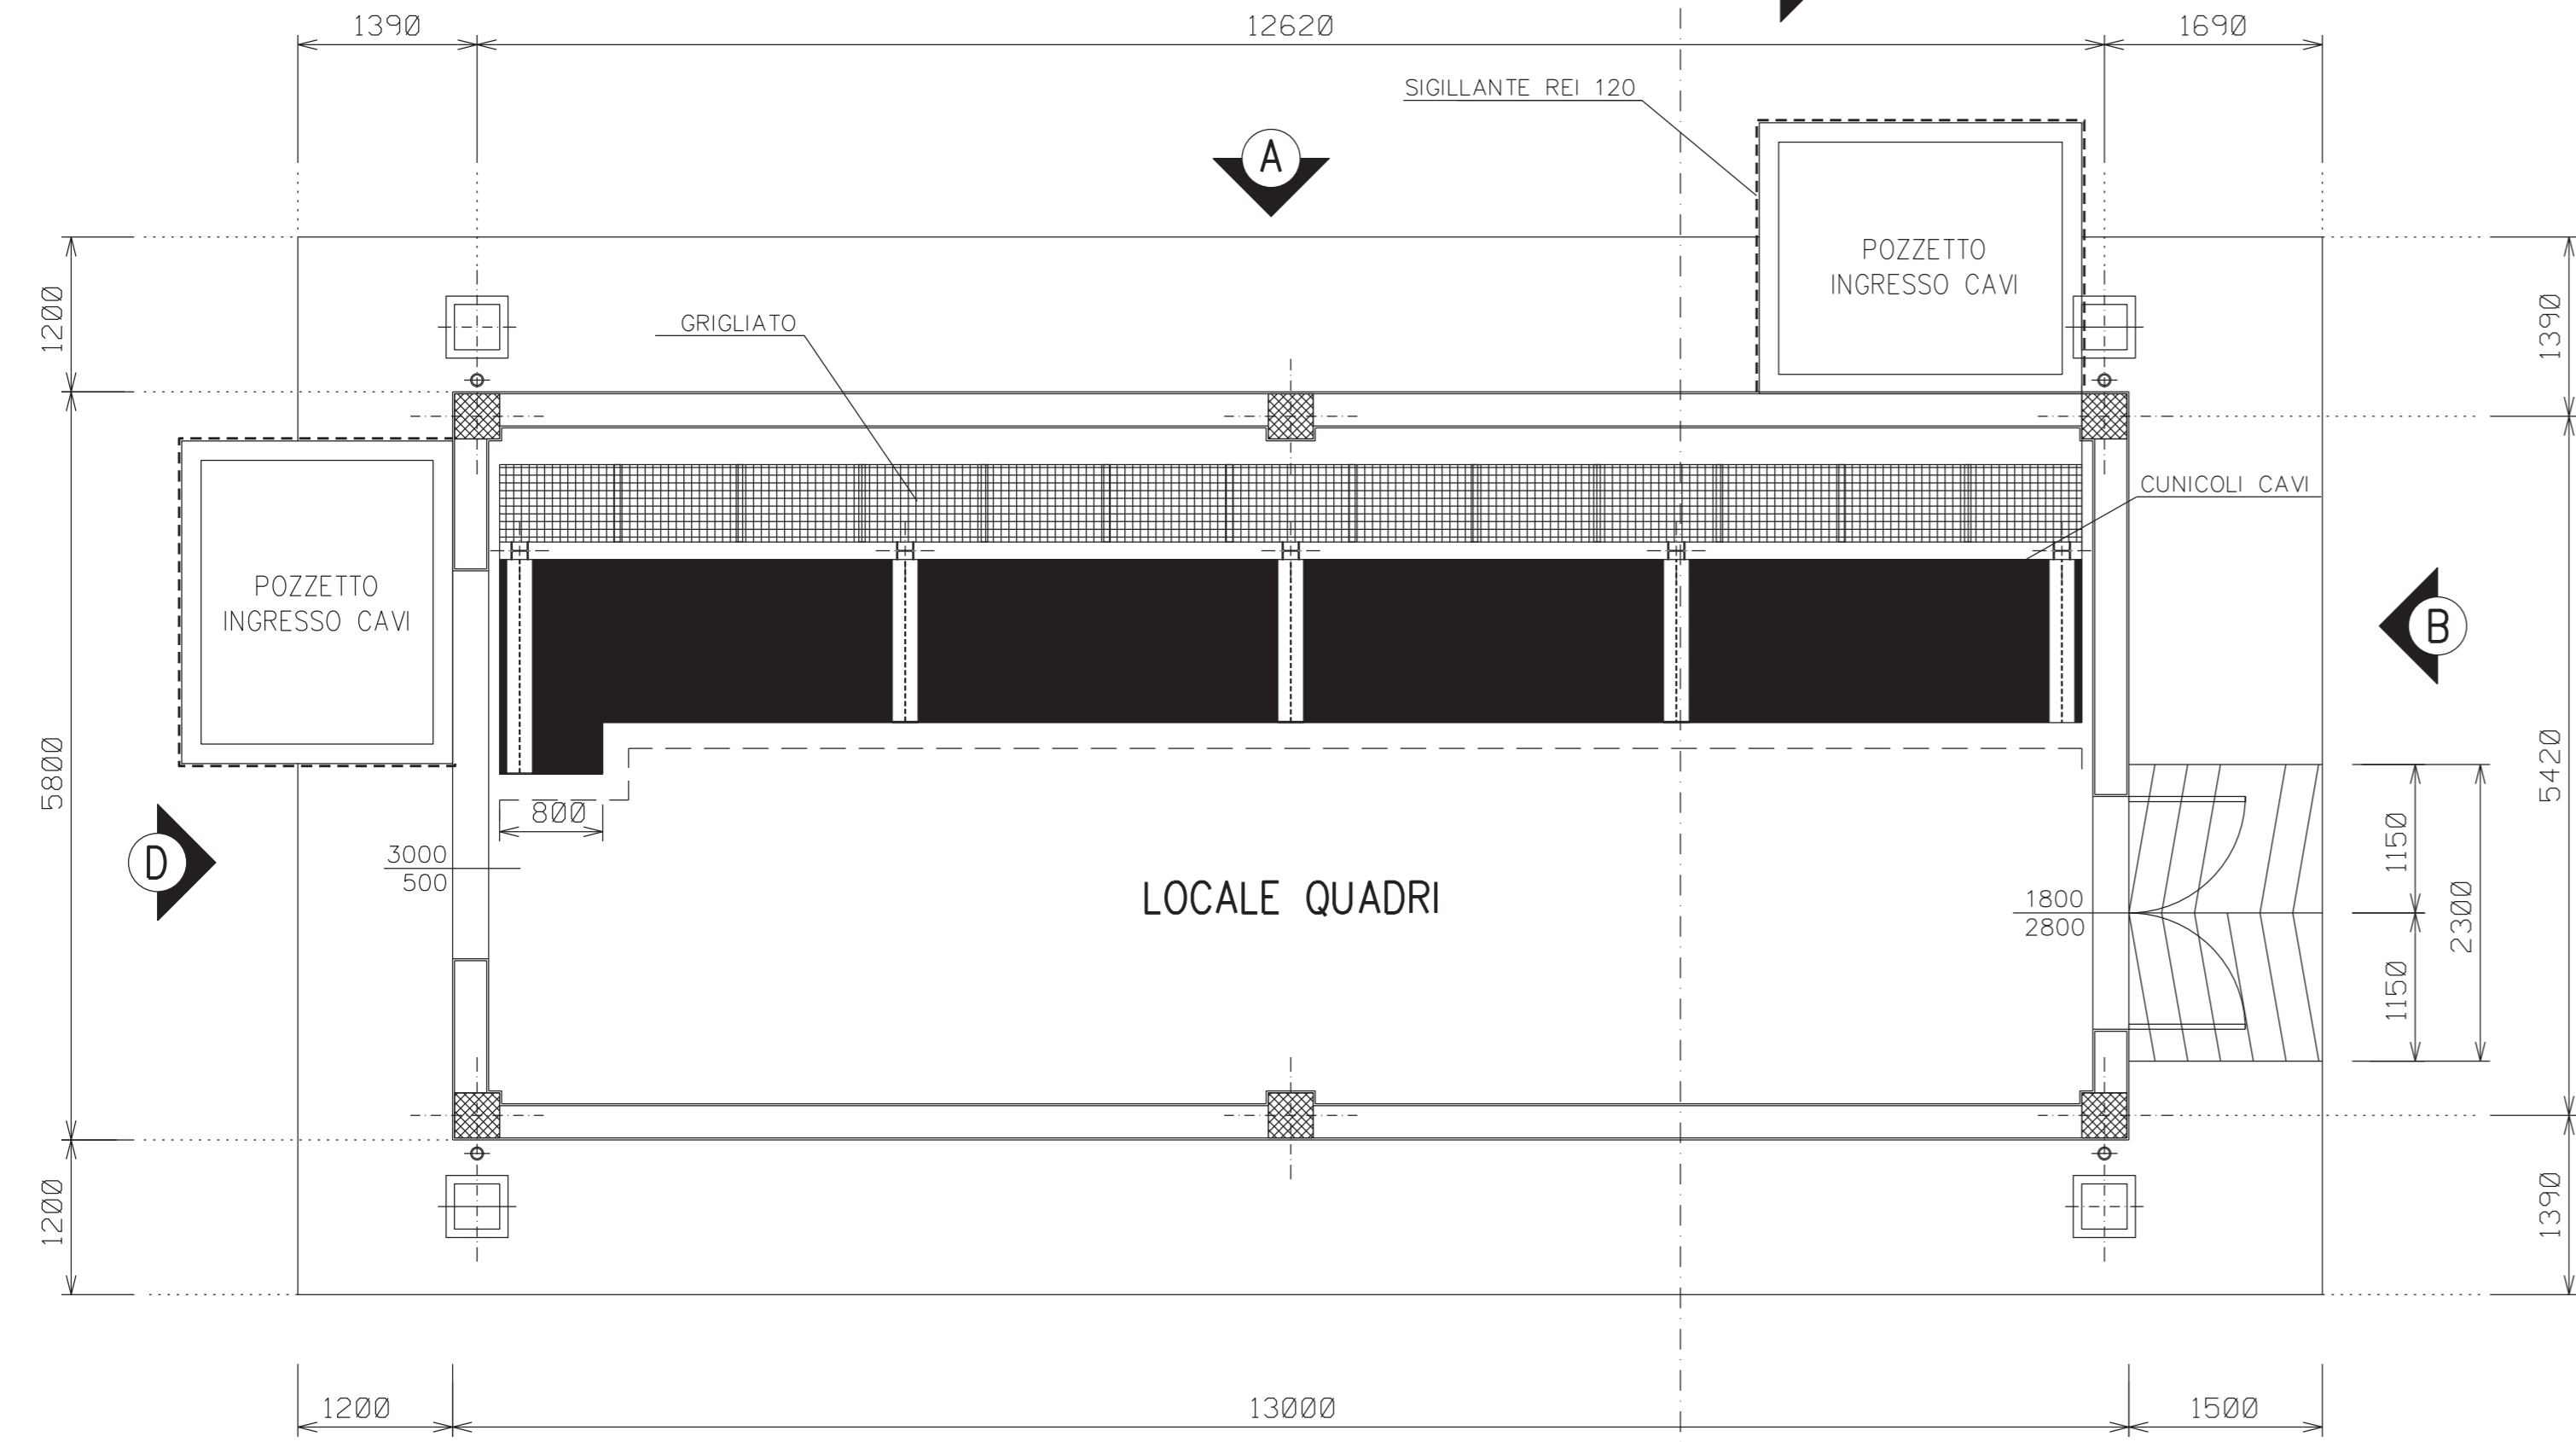 1390
12620
1690
SIGILLANTE REI 120
A
POZZETTO
INGRESSO CAVI
1200
1390
GRIGLIATO
CUNICOLI CAVI
POZZETTO
INGRESSO CAVI
B
5800
5420
800
1150
D
3000
500
LOCALE QUADRI
1800
2800
2300
1150
1200
1390
1200
13000
1500